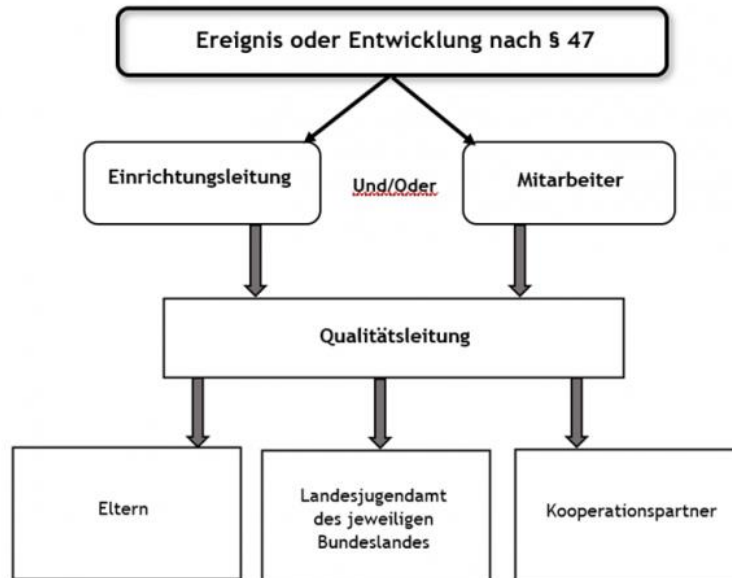 Ereignis oder Entwicklung nach § 47
Einrichtungsleitung
Und/Oder
Mitarbeiter
Qualitätsleitung
Eltern
Landesjugendamt
des jeweiligen
Bundeslandes
Kooperationspartner